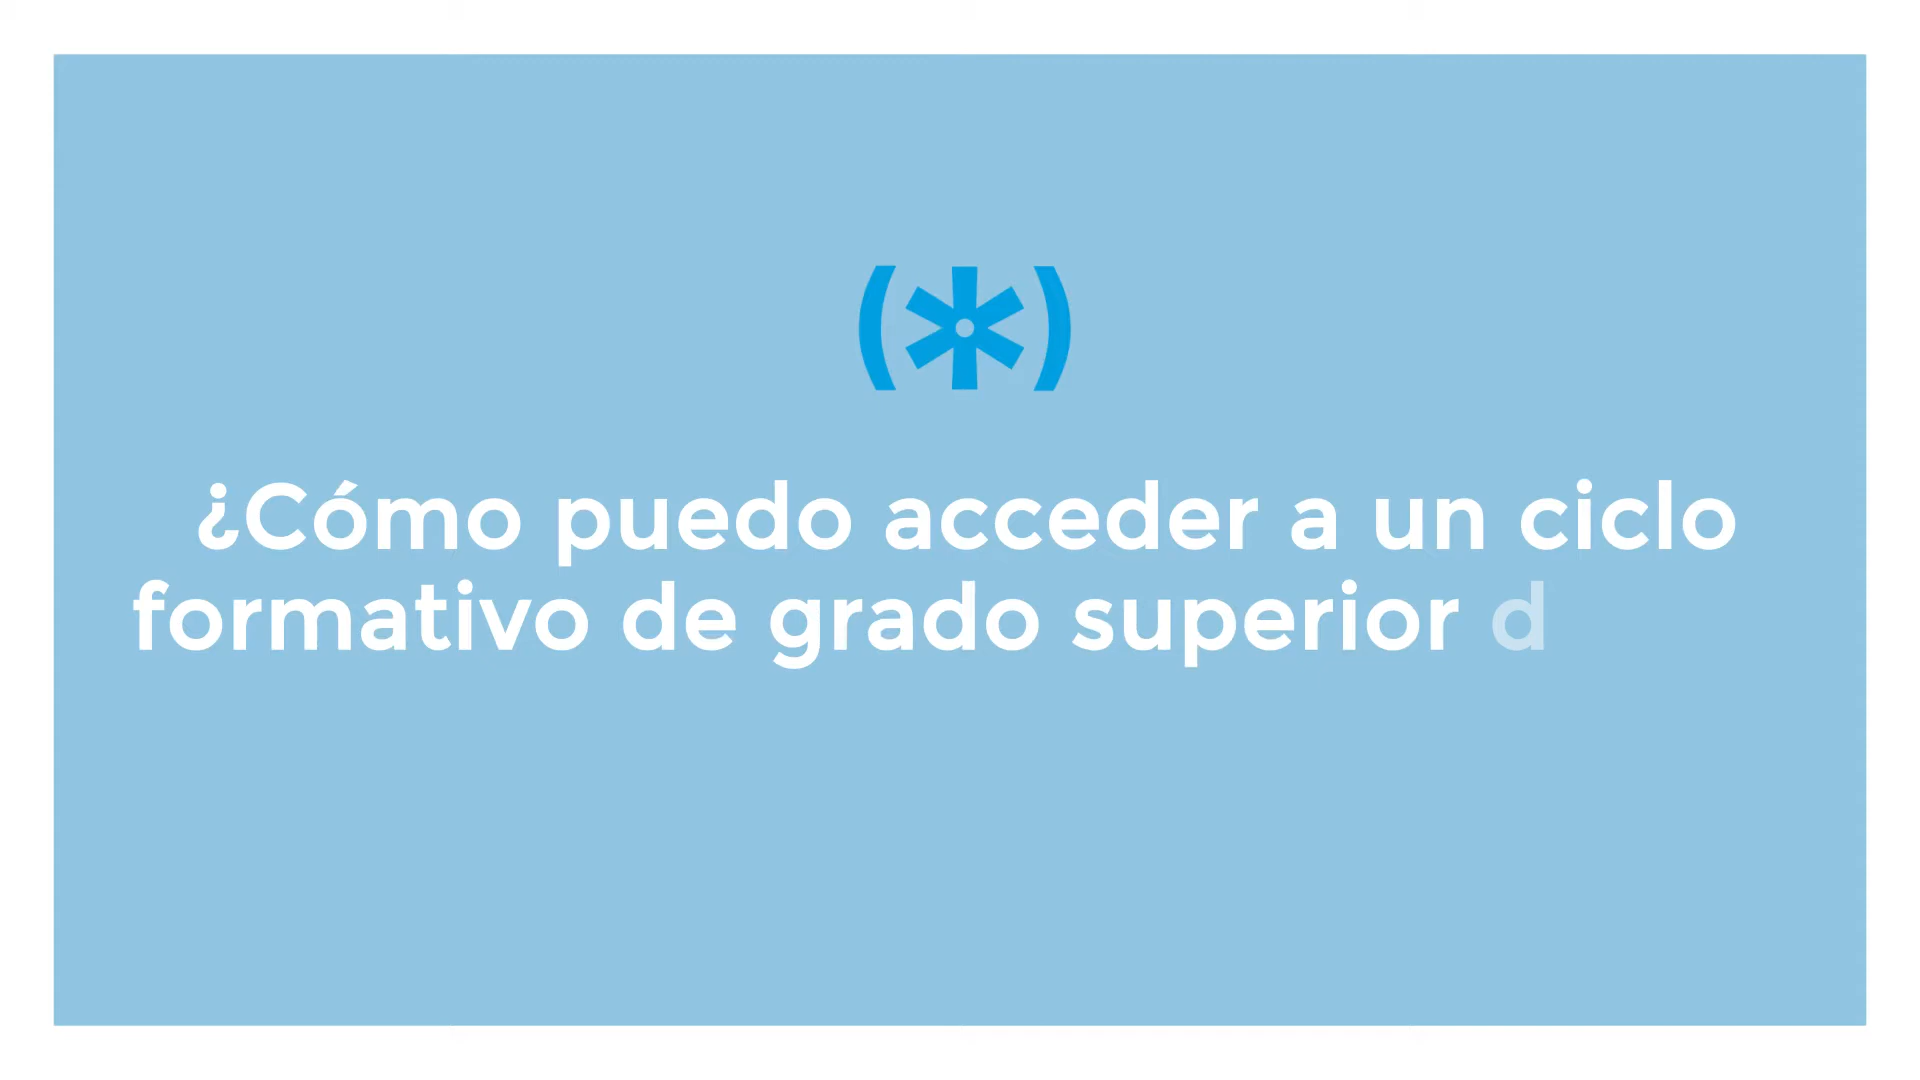 (*)
¿Cómo puedo acceder a un ciclo
formativo de grado superior d